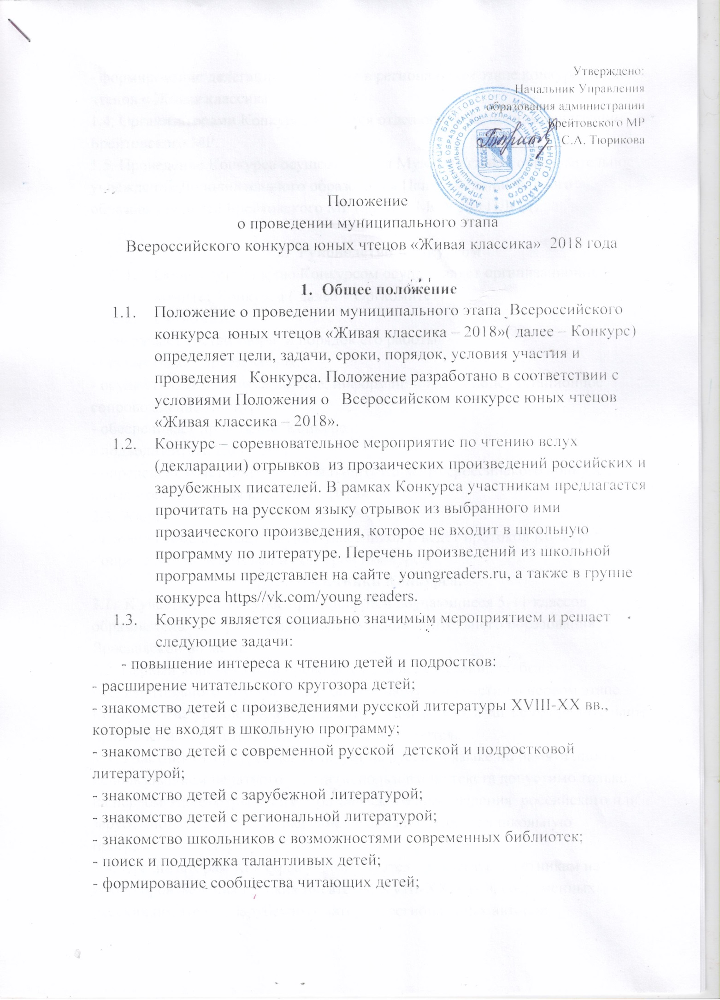 Утверждено:
Начальник Управления
образования администрации
Брейтовского МР
С.А. Тюрикова
Положение
о проведении муниципального этапа
Всероссийского конкурса юных чтецов «Живая классика»  2018 года
1.  Общее положение
1.1. Положение о проведении муниципального этапа  Всероссийского
конкурса  юных чтецов «Живая классика – 2018»( далее – Конкурс)
определяет цели, задачи, сроки, порядок, условия участия и
проведения   Конкурса. Положение разработано в соответствии с
условиями Положения о   Всероссийском конкурсе юных чтецов
«Живая классика – 2018».
1.2. Конкурс – соревновательное мероприятие по чтению вслух
(декларации) отрывков  из прозаических произведений российских и
зарубежных писателей. В рамках Конкурса участникам предлагается
прочитать на русском языку отрывок из выбранного ими
прозаического произведения, которое не входит в школьную
программу по литературе. Перечень произведений из школьной
программы представлен на сайте  youngreaders.ru, а также в группе
конкурса https//vk.com/young readers.
1.3. Конкурс является социально значимым мероприятием и решает
следующие задачи:
- повышение интереса к чтению детей и подростков:
- расширение читательского кругозора детей;
- знакомство детей с произведениями русской литературы XVIII-XX вв.,
которые не входят в школьную программу;
- знакомство детей с современной русской  детской и подростковой
литературой;
- знакомство детей с зарубежной литературой;
- знакомство детей с региональной литературой;
- знакомство школьников с возможностями современных библиотек;
- поиск и поддержка талантливых детей;
- формирование сообщества читающих детей;